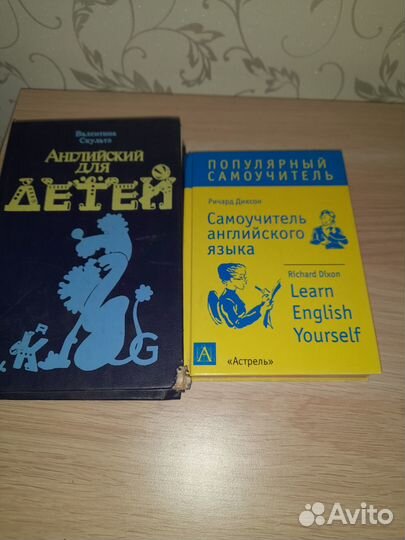 Валентина
Скультэ
Английский
для
ДЕТЕЙ
K
G
ПОПУЛЯРНЫЙ
САМОУЧИТЕЛЬ
Ричард Диксон
Самоучитель
английского
языка
Richard Dixon
Learn
English
Yourself
А
«Астрель»
Avito